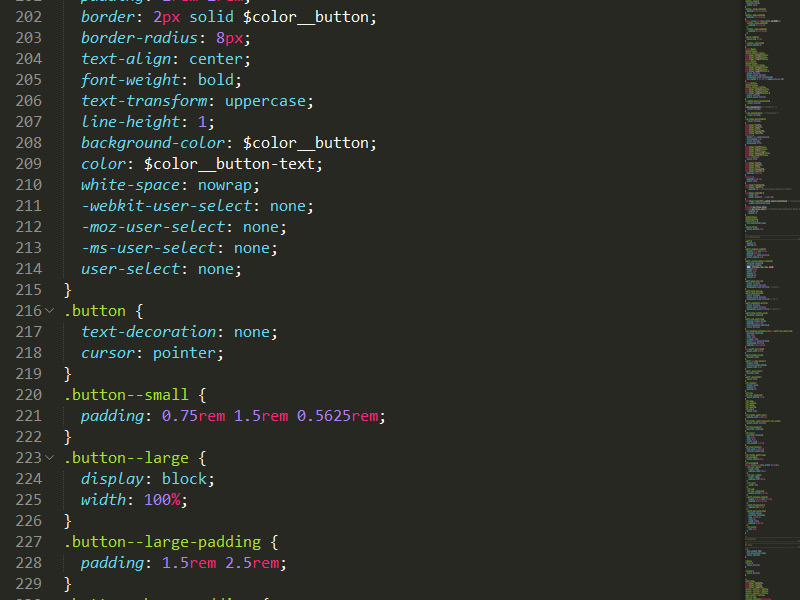 202 border: 2px solid $color__button;
203 border-radius: 8px;
204 text-align: center;
205 font-weight: bold;
206 text-transform: uppercase;
207 line-height: 1;
208 background-color: $color__button;
209 color: $color__button-text;
210 white-space: nowrap;
211 -webkit-user-select: none;
212 -moz-user-select: none;
213 -ms-user-select: none;
214 user-select: none;
215 }
216 .button {
217 text-decoration: none;
218 cursor: pointer;
219 }
220 .button--small {
221 padding: 0.75rem 1.5rem 0.5625rem;
222 }
223 .button--large {
224 display: block;
225 width: 100%;
226 }
227 .button--large-padding {
228 padding: 1.5rem 2.5rem;
229 }